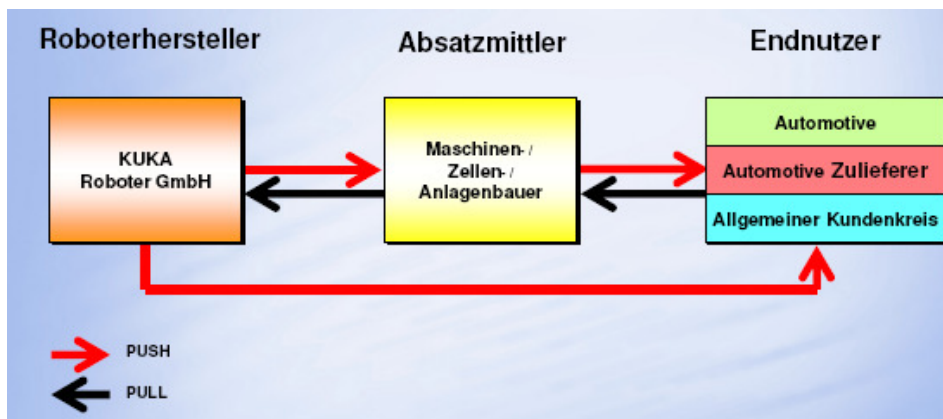 Roboterhersteller
Absatzmittler
Endnutzer
KUKA
Roboter GmbH
Maschinen- /
Zellen- /
Anlagenbauer
Automotive
Automotive Zulieferer
Allgemeiner Kundenkreis
PUSH
PULL